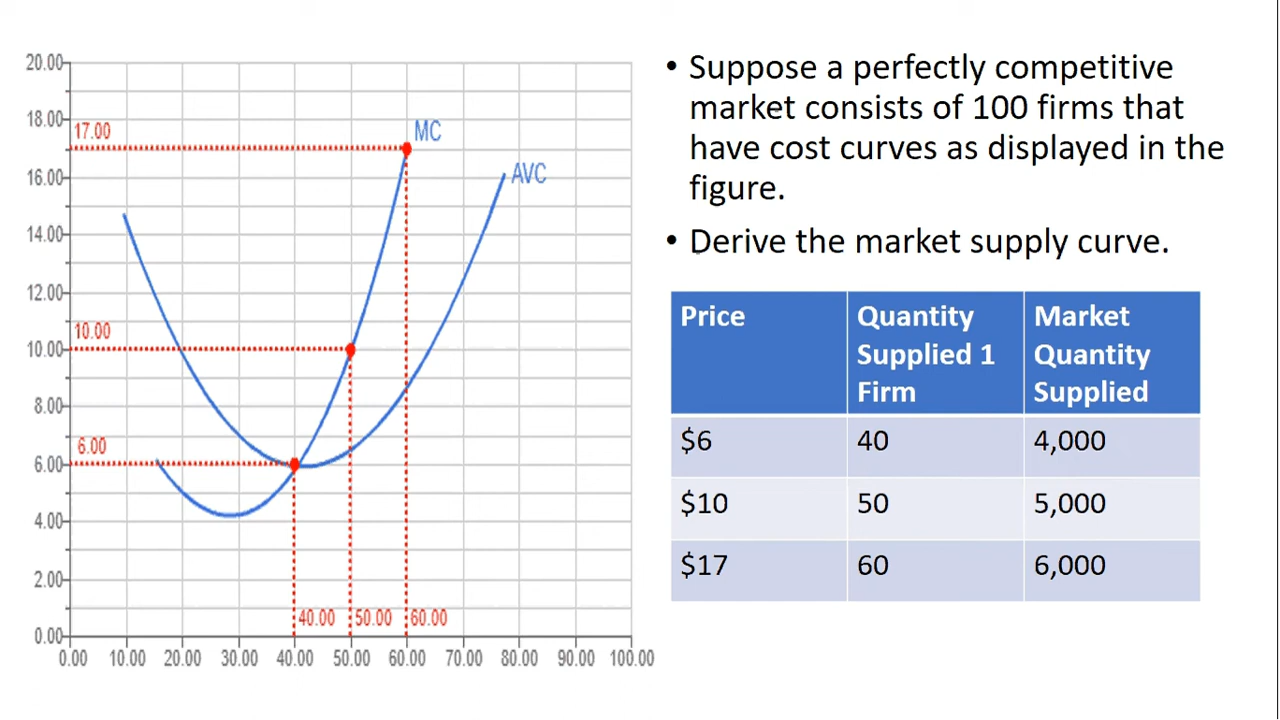 20.00
18.00
17.00
MC
16.00
AVC
14.00
12.00
10.00
10.00
8.00
6.00
6.00
4.00
2.00
40.00 50.00 60.00
0.00
0.00 10.00 20.00 30.00 40.00 50.00 60.00 70.00 80.00 90.00 100.00
• Suppose a perfectly competitive
market consists of 100 firms that
have cost curves as displayed in the
figure.
• Derive the market supply curve.
Price Quantity Market
Supplied 1 Quantity
Firm Supplied
$6 40 4,000
$10 50 5,000
$17 60 6,000